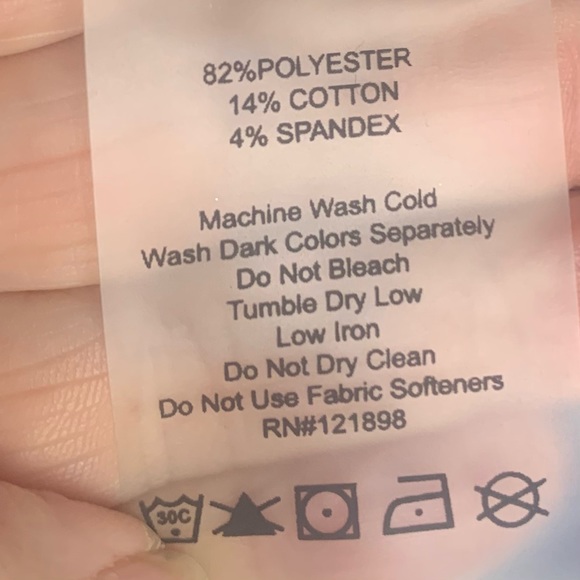 82%POLYESTER
14% COTTON
4% SPANDEX
Machine Wash Cold
Wash Dark Colors Separately
Do Not Bleach
Tumble Dry Low
Low Iron
Do Not Dry Clean
Do Not Use Fabric Softeners
RN#121898
30C